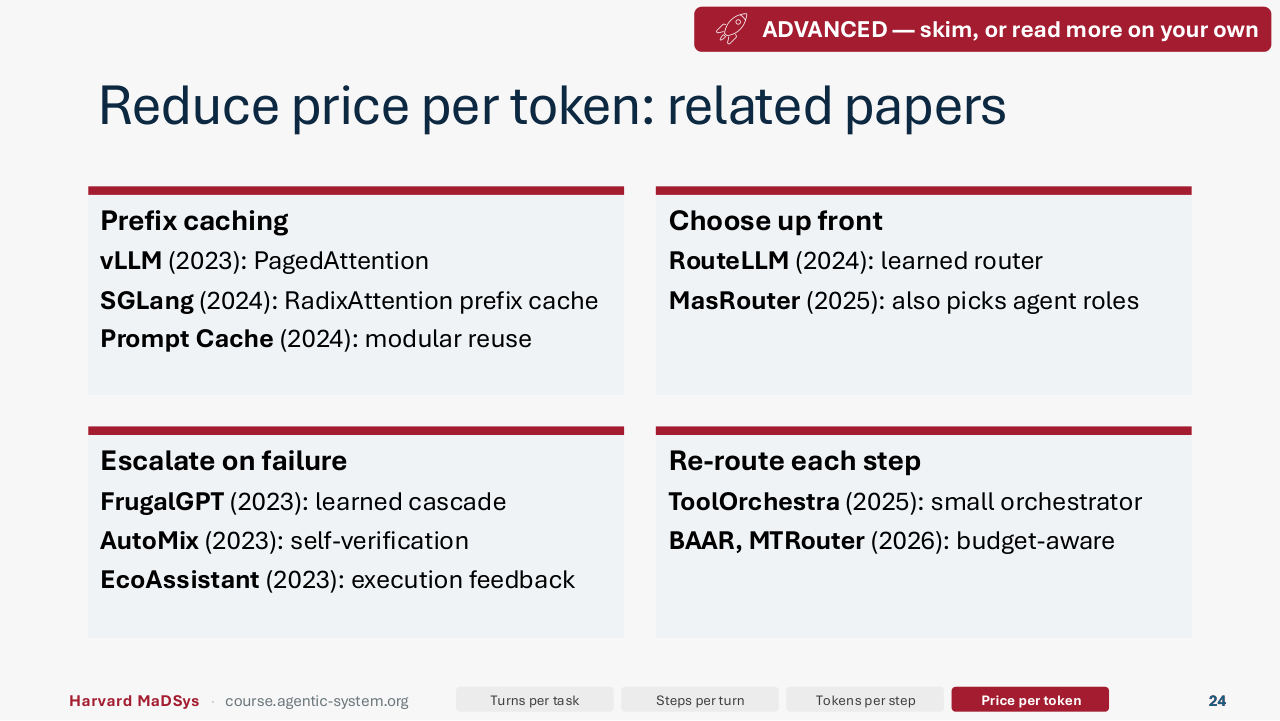 ADVANCED — skim, or read more on your own
Reduce price per token: related papers
Prefix caching
vLLM (2023): PagedAttention
SGLang (2024): RadixAttention prefix cache
Prompt Cache (2024): modular reuse
Choose up front
RouteLLM (2024): learned router
MasRouter (2025): also picks agent roles
Escalate on failure
FrugalGPT (2023): learned cascade
AutoMix (2023): self-verification
EcoAssistant (2023): execution feedback
Re-route each step
ToolOrchestra (2025): small orchestrator
BAAR, MTRouter (2026): budget-aware
Harvard MaDSys · course.agentic-system.org
Turns per task
Steps per turn
Tokens per step
Price per token
24